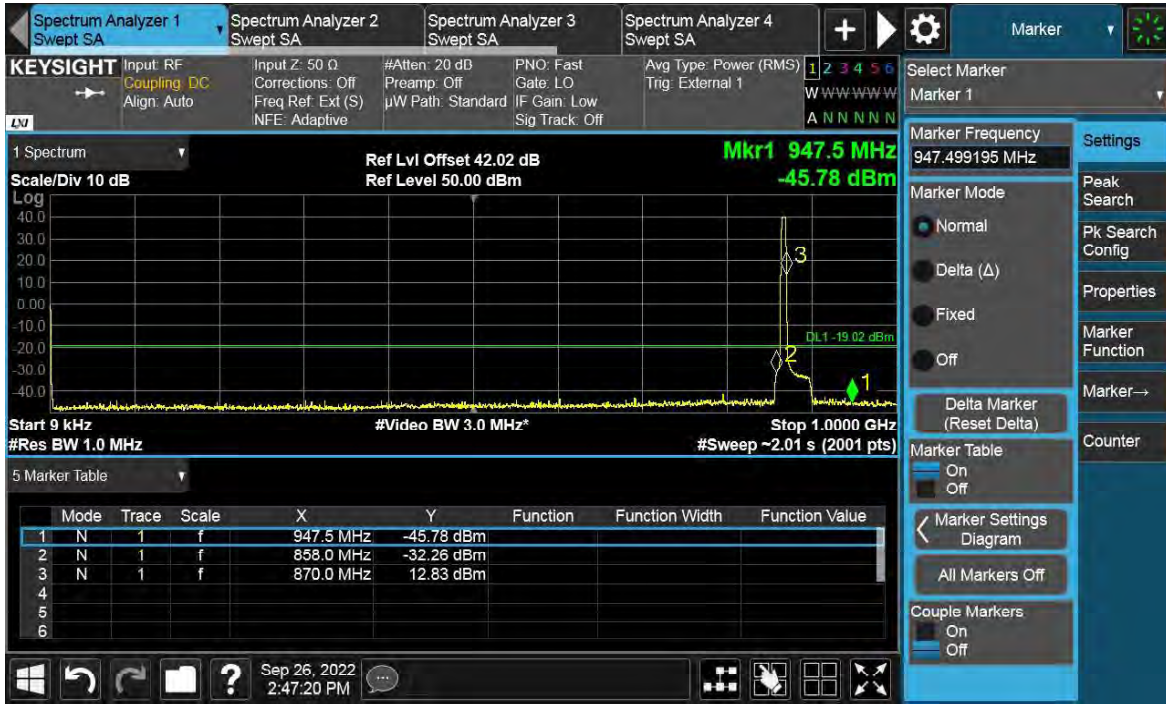 Spectrum Analyzer 1
Swept SA
Spectrum Analyzer 2
Swept SA
Spectrum Analyzer 3
Swept SA
Spectrum Analyzer 4
Swept SA
+
Marker
KEYSIGHT
LXI
Input: RF
Coupling: DC
Align: Auto
Input Z: 50 Ω
Corrections: Off
Freq Ref: Ext (S)
NFE: Adaptive
#Atten: 20 dB
Preamp: Off
µW Path: Standard
PNO: Fast
Gate: LO
IF Gain: Low
Sig Track: Off
Avg Type: Power (RMS)
Trig: External 1
1 2 3 4 5 6
W W W W W W
A N N N N N
1 Spectrum
Scale/Div 10 dB
Ref Lvl Offset 42.02 dB
Ref Level 50.00 dBm
Mkr1 947.5 MHz
-45.78 dBm
Log
40.0
30.0
20.0
10.0
0.00
-10.0
-20.0
-30.0
-40.0
3
DL1 -19.02 dBm
2
1
Start 9 kHz
#Video BW 3.0 MHz*
Stop 1.0000 GHz
#Res BW 1.0 MHz
#Sweep ~2.01 s (2001 pts)
5 Marker Table
Mode Trace Scale X Y Function Function Width Function Value
1 N 1 f 947.5 MHz -45.78 dBm
2 N 1 f 858.0 MHz -32.26 dBm
3 N 1 f 870.0 MHz 12.83 dBm
4
5
6
?
Sep 26, 2022
2:47:20 PM
Select Marker
Marker 1
Marker Frequency
947.499195 MHz
Marker Mode
Normal
Delta (Δ)
Fixed
Off
Delta Marker
(Reset Delta)
Marker Table
On
Off
Marker Settings
Diagram
All Markers Off
Couple Markers
On
Off
Settings
Peak
Search
Pk Search
Config
Properties
Marker
Function
Marker→
Counter